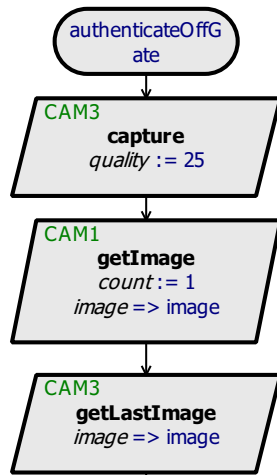 authenticateOffG
ate
CAM3
capture
quality := 25
CAM1
getImage
count := 1
image => image
CAM3
getLastImage
image => image